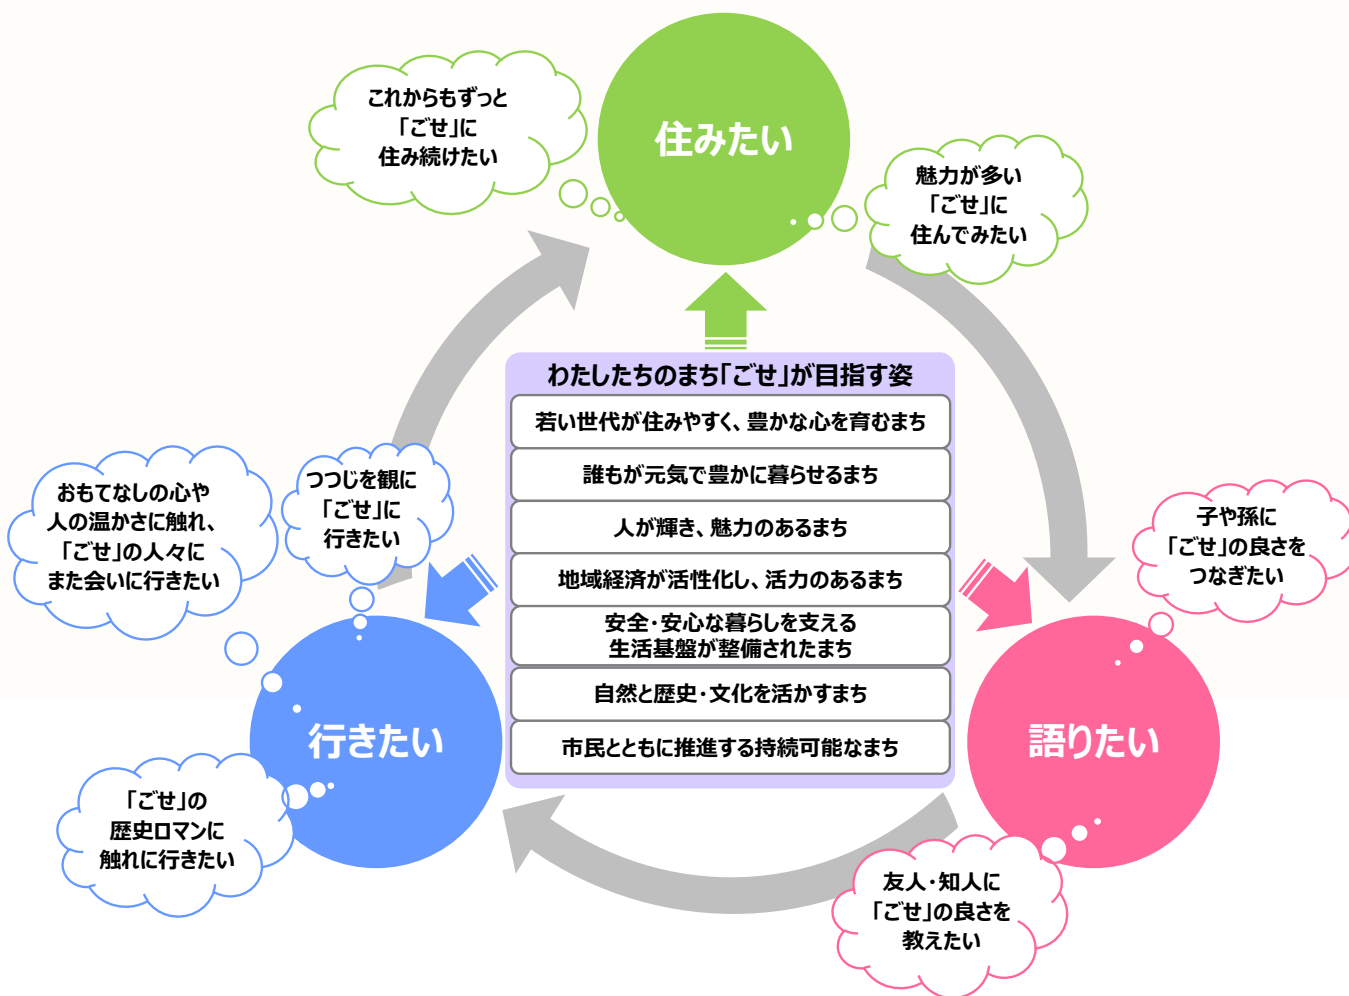 これからもずっと
「ごせ」に
住み続けたい
住みたい
魅力が多い
「ごせ」に
住んでみたい
わたしたちのまち「ごせ」が目指す姿
若い世代が住みやすく、豊かな心を育むまち
誰もが元気で豊かに暮らせるまち
人が輝き、魅力のあるまち
地域経済が活性化し、活力のあるまち
安全・安心な暮らしを支える
生活基盤が整備されたまち
自然と歴史・文化を活かすまち
市民とともに推進する持続可能なまち
おもてなしの心や
人の温かさに触れ、
「ごせ」の人々に
また会いに行きたい
つつじを観に
「ごせ」に
行きたい
行きたい
「ごせ」の
歴史ロマンに
触れに行きたい
子や孫に
「ごせ」の良さを
つなぎたい
語りたい
友人・知人に
「ごせ」の良さを
教えたい